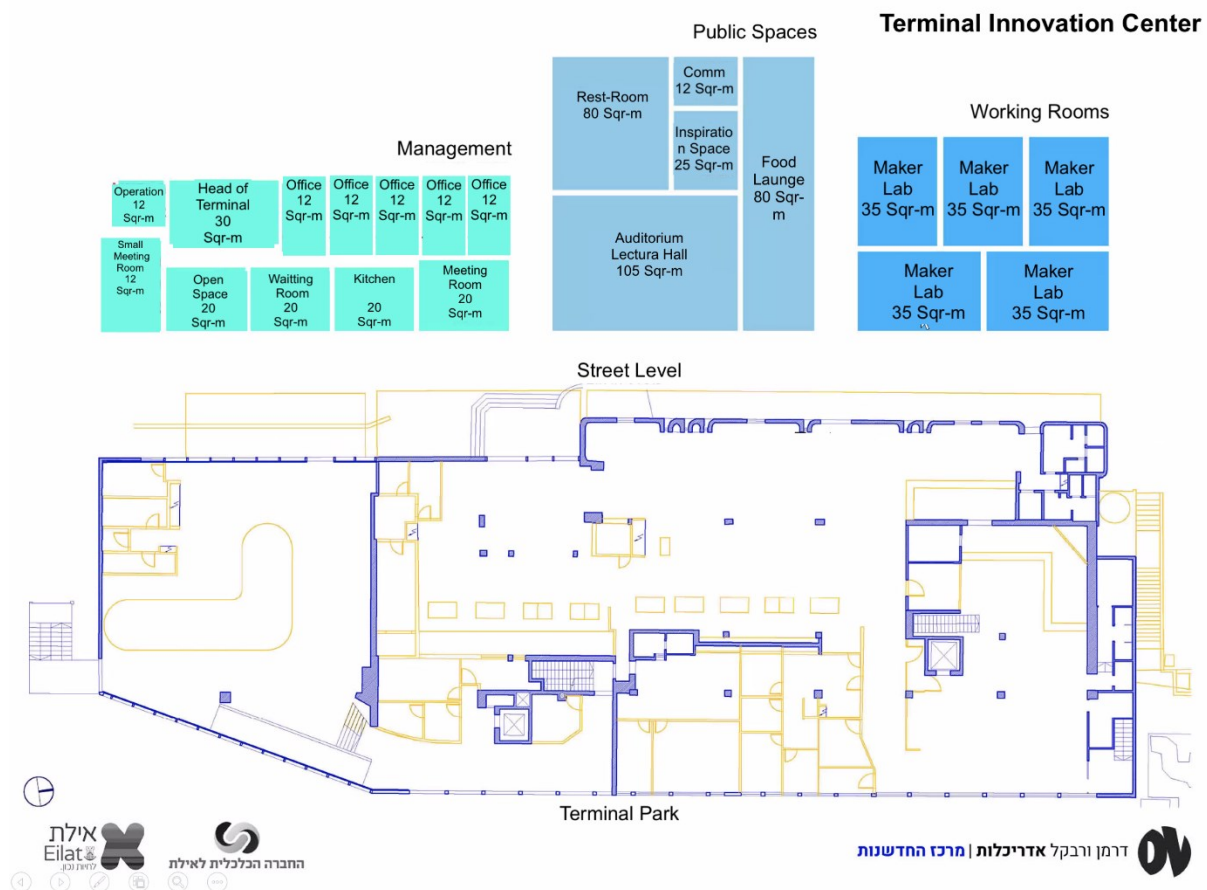 Terminal Innovation Center
Public Spaces
Rest-Room
80 Sqr-m
Comm
12 Sqr-m
Inspiratio
n Space
25 Sqr-m
Food
Launge
80 Sqr-
m
Auditorium
Lectura Hall
105 Sqr-m
Working Rooms
Maker
Lab
35 Sqr-m
Maker
Lab
35 Sqr-m
Maker
Lab
35 Sqr-m
Maker
Lab
35 Sqr-m
Maker
Lab
35 Sqr-m
Management
Operation
12
Sqr-m
Head of
Terminal
30
Sqr-m
Office
12
Sqr-m
Office
12
Sqr-m
Office
12
Sqr-m
Office
12
Sqr-m
Office
12
Sqr-m
Small
Meeting
Room
12
Sqr-m
Open
Space
20
Sqr-m
Waitting
Room
20
Sqr-m
Kitchen
20
Sqr-m
Meeting
Room
20
Sqr-m
Street Level
Terminal Park
אילת
Eilat
לחיות נכון.
החברה הכלכלית לאילת
דרמן ורבקל אדריכלות | מרכז החדשנות